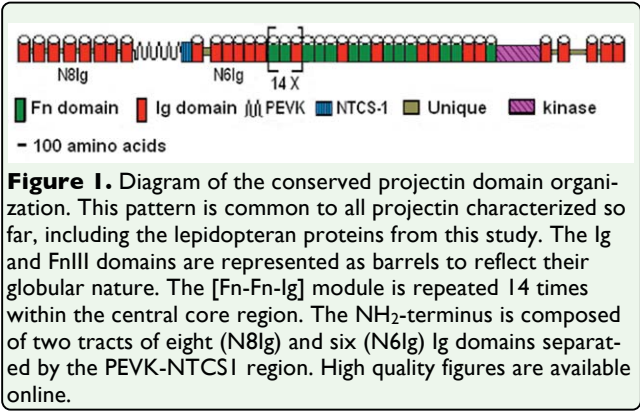 N8Ig N6Ig 14 X
Fn domain Ig domain PEVK NTCS-1 Unique kinase
– 100 amino acids
Figure 1. Diagram of the conserved projectin domain organi-
zation. This pattern is common to all projectin characterized so
far, including the lepidopteran proteins from this study. The Ig
and FnIII domains are represented as barrels to reflect their
globular nature. The [Fn-Fn-Ig] module is repeated 14 times
within the central core region. The NH₂-terminus is composed
of two tracts of eight (N8Ig) and six (N6Ig) Ig domains separat-
ed by the PEVK-NTCS1 region. High quality figures are available
online.